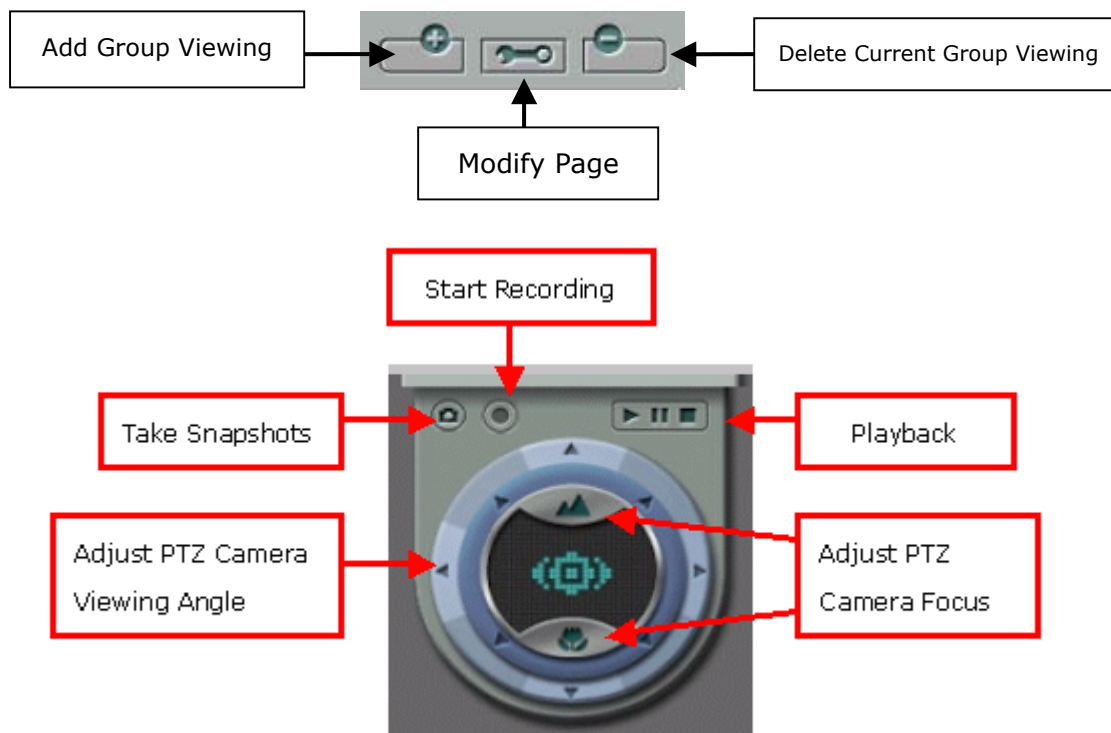 Add Group Viewing
Delete Current Group Viewing
Modify Page
Start Recording
Take Snapshots
Playback
Adjust PTZ Camera
Viewing Angle
Adjust PTZ
Camera Focus